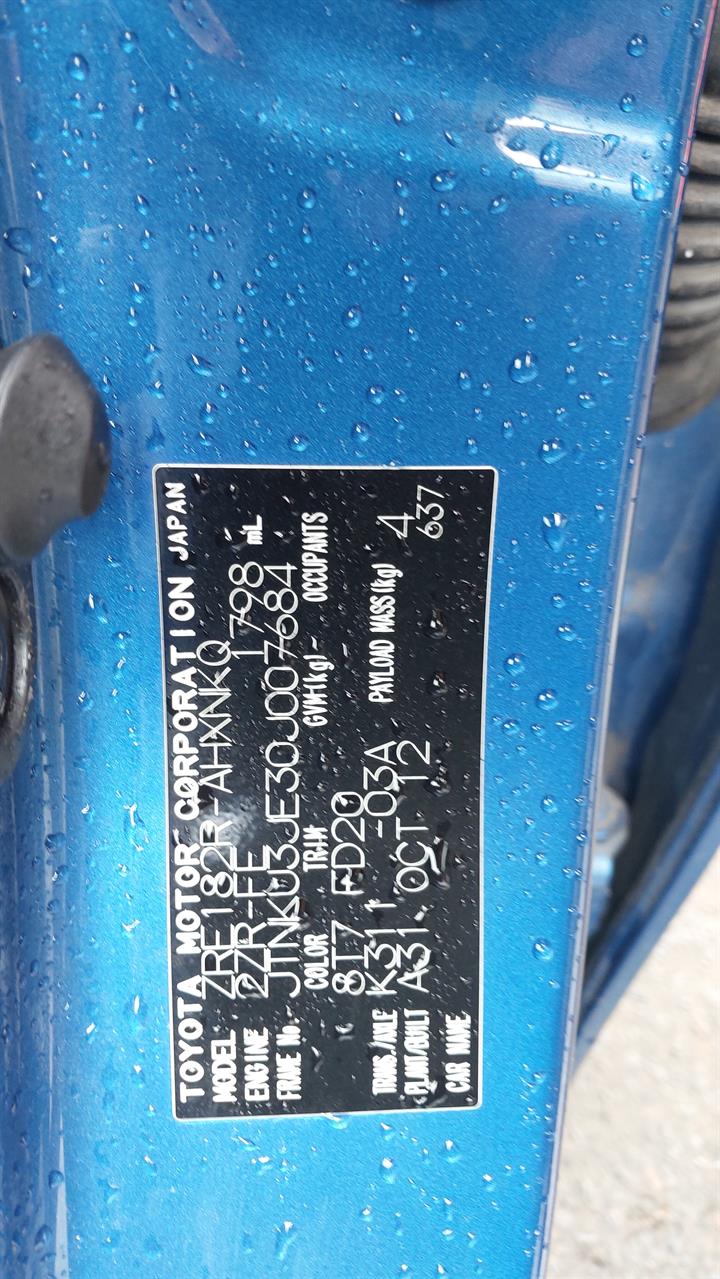 TOYOTA MOTOR CORPORATION JAPAN
MODEL ZRE182R-AHXNKQ
ENGINE 2ZR-FE 1798 mL
FRAME No. JTNKU3JE30J007684
COLOR TRIM GVM(kg) - OCCUPANTS
8T7 FD20
TRANS/AXLE K311 -03A PAYLOAD MASS(kg) 4
PLANT/BUILT A31 OCT 12 637
CAR NAME